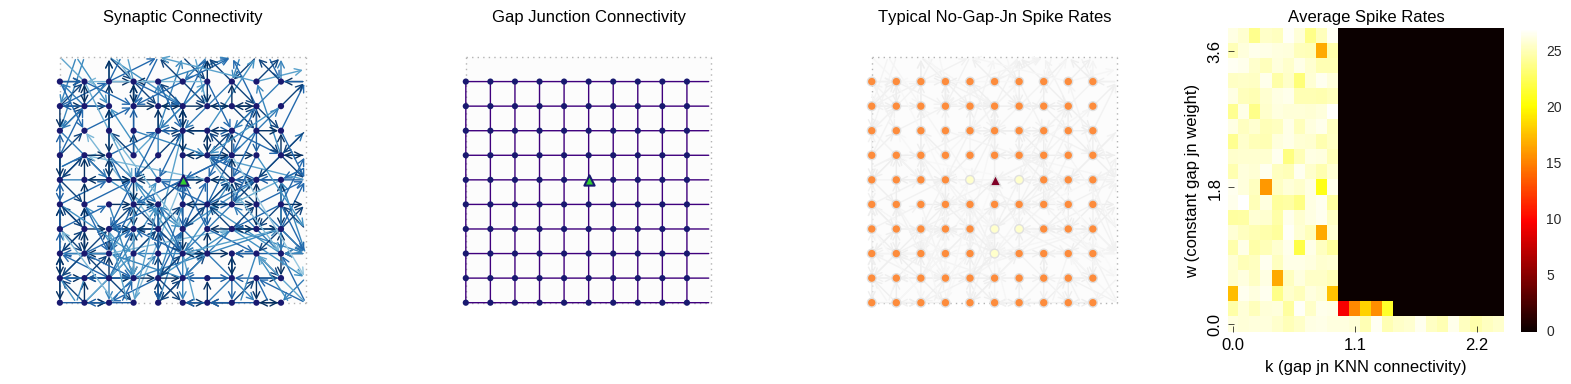 Synaptic Connectivity
Gap Junction Connectivity
Typical No-Gap-Jn Spike Rates
Average Spike Rates
w (constant gap jn weight)
3.6
1.8
0.0
0.0
1.1
2.2
k (gap jn KNN connectivity)
25
20
15
10
5
0